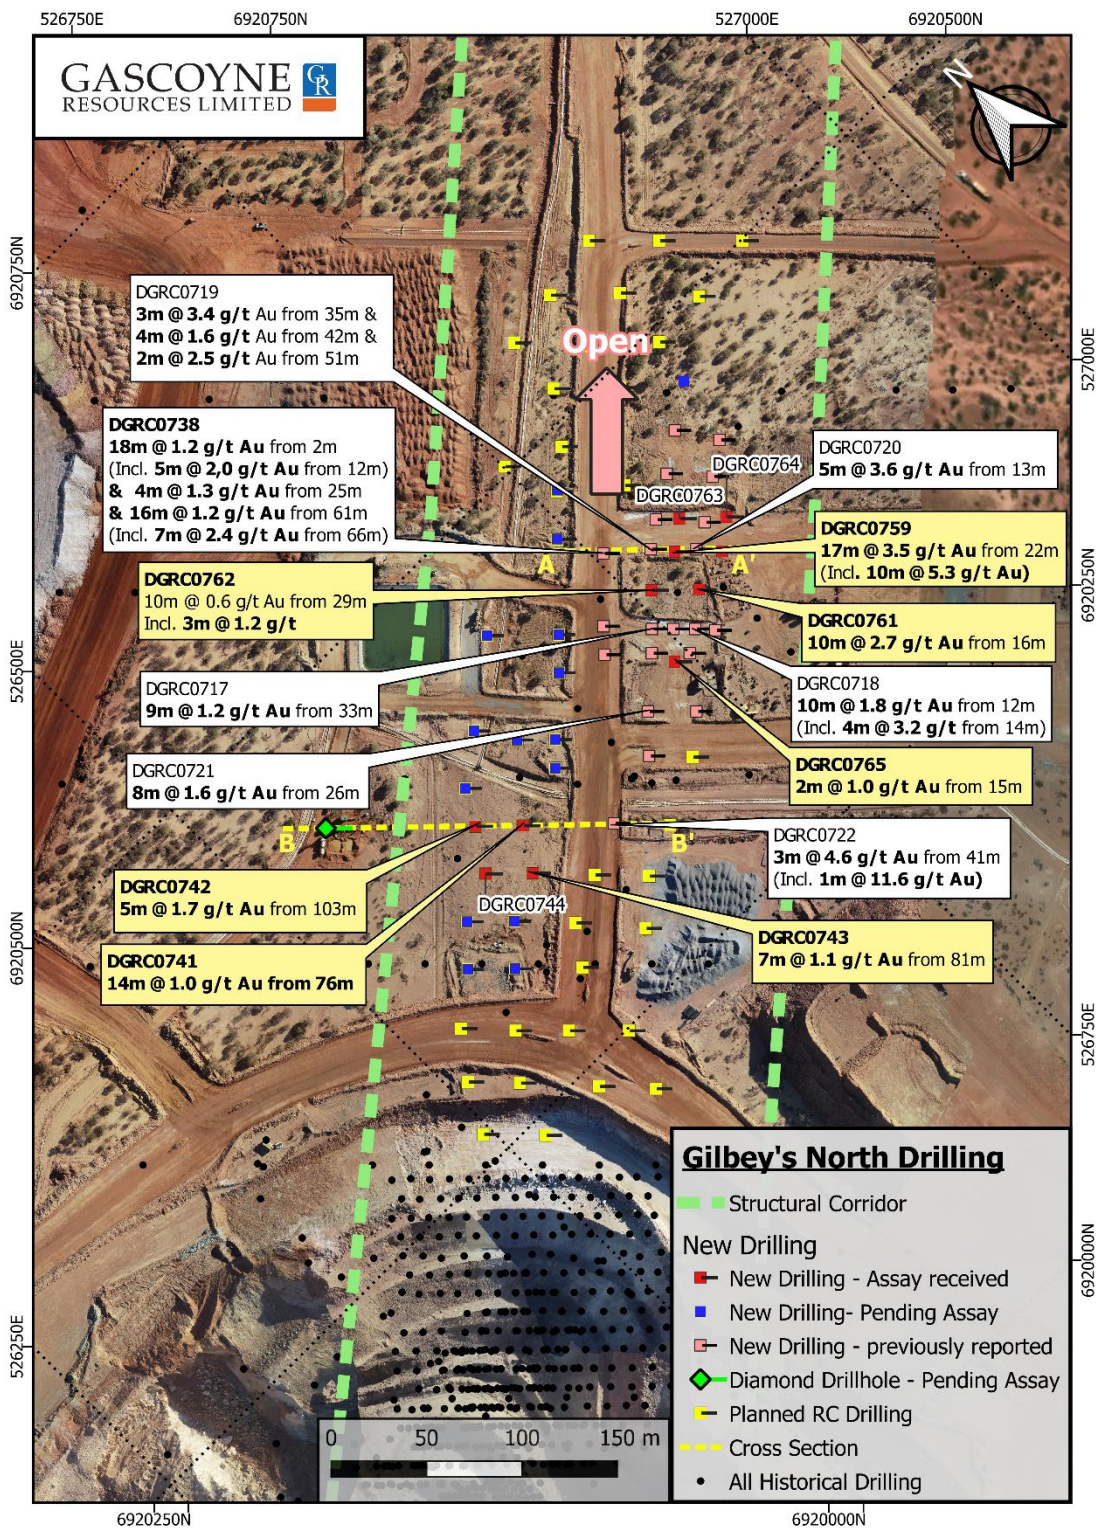 526750E
6920750N
527000E
6920500N
GASCOYNE
RESOURCES LIMITED
GR
N
6920750N
527000E
DGRC0719
3m @ 3.4 g/t Au from 35m &
4m @ 1.6 g/t Au from 42m &
2m @ 2.5 g/t Au from 51m
Open
DGRC0738
18m @ 1.2 g/t Au from 2m
(Incl. 5m @ 2,0 g/t Au from 12m)
& 4m @ 1.3 g/t Au from 25m
& 16m @ 1.2 g/t Au from 61m
(Incl. 7m @ 2.4 g/t Au from 66m)
DGRC0764
DGRC0763
DGRC0720
5m @ 3.6 g/t Au from 13m
A
A'
DGRC0759
17m @ 3.5 g/t Au from 22m
(Incl. 10m @ 5.3 g/t Au)
DGRC0762
10m @ 0.6 g/t Au from 29m
Incl. 3m @ 1.2 g/t
DGRC0761
10m @ 2.7 g/t Au from 16m
6920250N
526500E
DGRC0717
9m @ 1.2 g/t Au from 33m
DGRC0718
10m @ 1.8 g/t Au from 12m
(Incl. 4m @ 3.2 g/t from 14m)
DGRC0721
8m @ 1.6 g/t Au from 26m
DGRC0765
2m @ 1.0 g/t Au from 15m
B
B'
DGRC0722
3m @ 4.6 g/t Au from 41m
(Incl. 1m @ 11.6 g/t Au)
DGRC0742
5m @ 1.7 g/t Au from 103m
DGRC0744
DGRC0743
7m @ 1.1 g/t Au from 81m
DGRC0741
14m @ 1.0 g/t Au from 76m
6920500N
526750E
Gilbey's North Drilling
Structural Corridor
New Drilling
New Drilling - Assay received
New Drilling- Pending Assay
New Drilling - previously reported
Diamond Drillhole - Pending Assay
Planned RC Drilling
Cross Section
All Historical Drilling
0 50 100 150 m
526250E
6920000N
6920250N
6920000N